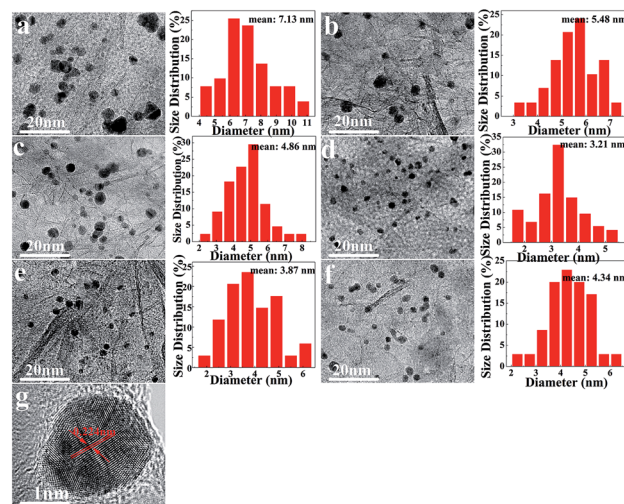 a
20nm
Size Distribution (%)
30
25
20
15
10
5
0
mean: 7.13 nm
4 5 6 7 8 9 10 11
Diameter (nm)
b
20nm
Size Distribution (%)
25
20
15
10
5
0
mean: 5.48 nm
3 4 5 6 7
Diameter (nm)
c
20nm
Size Distribution (%)
30
25
20
15
10
5
0
mean: 4.86 nm
2 3 4 5 6 7 8
Diameter (nm)
d
20nm
Size Distribution (%)
35
30
25
20
15
10
5
0
mean: 3.21 nm
2 3 4 5
Diameter (nm)
e
20nm
Size Distribution (%)
25
20
15
10
5
0
mean: 3.87 nm
2 3 4 5 6
Diameter (nm)
f
20nm
Size Distribution (%)
25
20
15
10
5
0
mean: 4.34 nm
2 3 4 5 6
Diameter (nm)
g
1nm